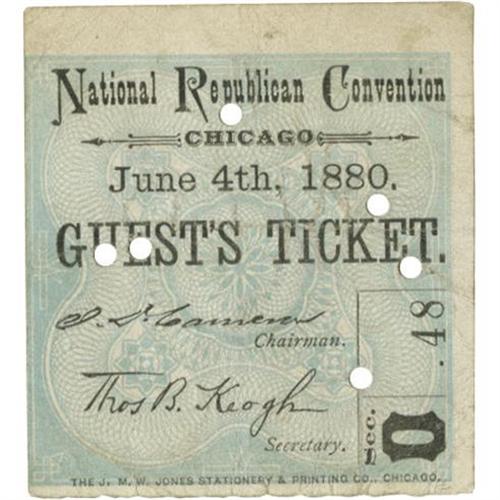 National Republican Convention
CHICAGO
June 4th, 1880.
GUEST'S TICKET.
J. D. Cameron
Chairman.
Thos B. Keogh
Secretary.
.48
Sec. O
THE J. M. W. JONES STATIONERY & PRINTING CO., CHICAGO.